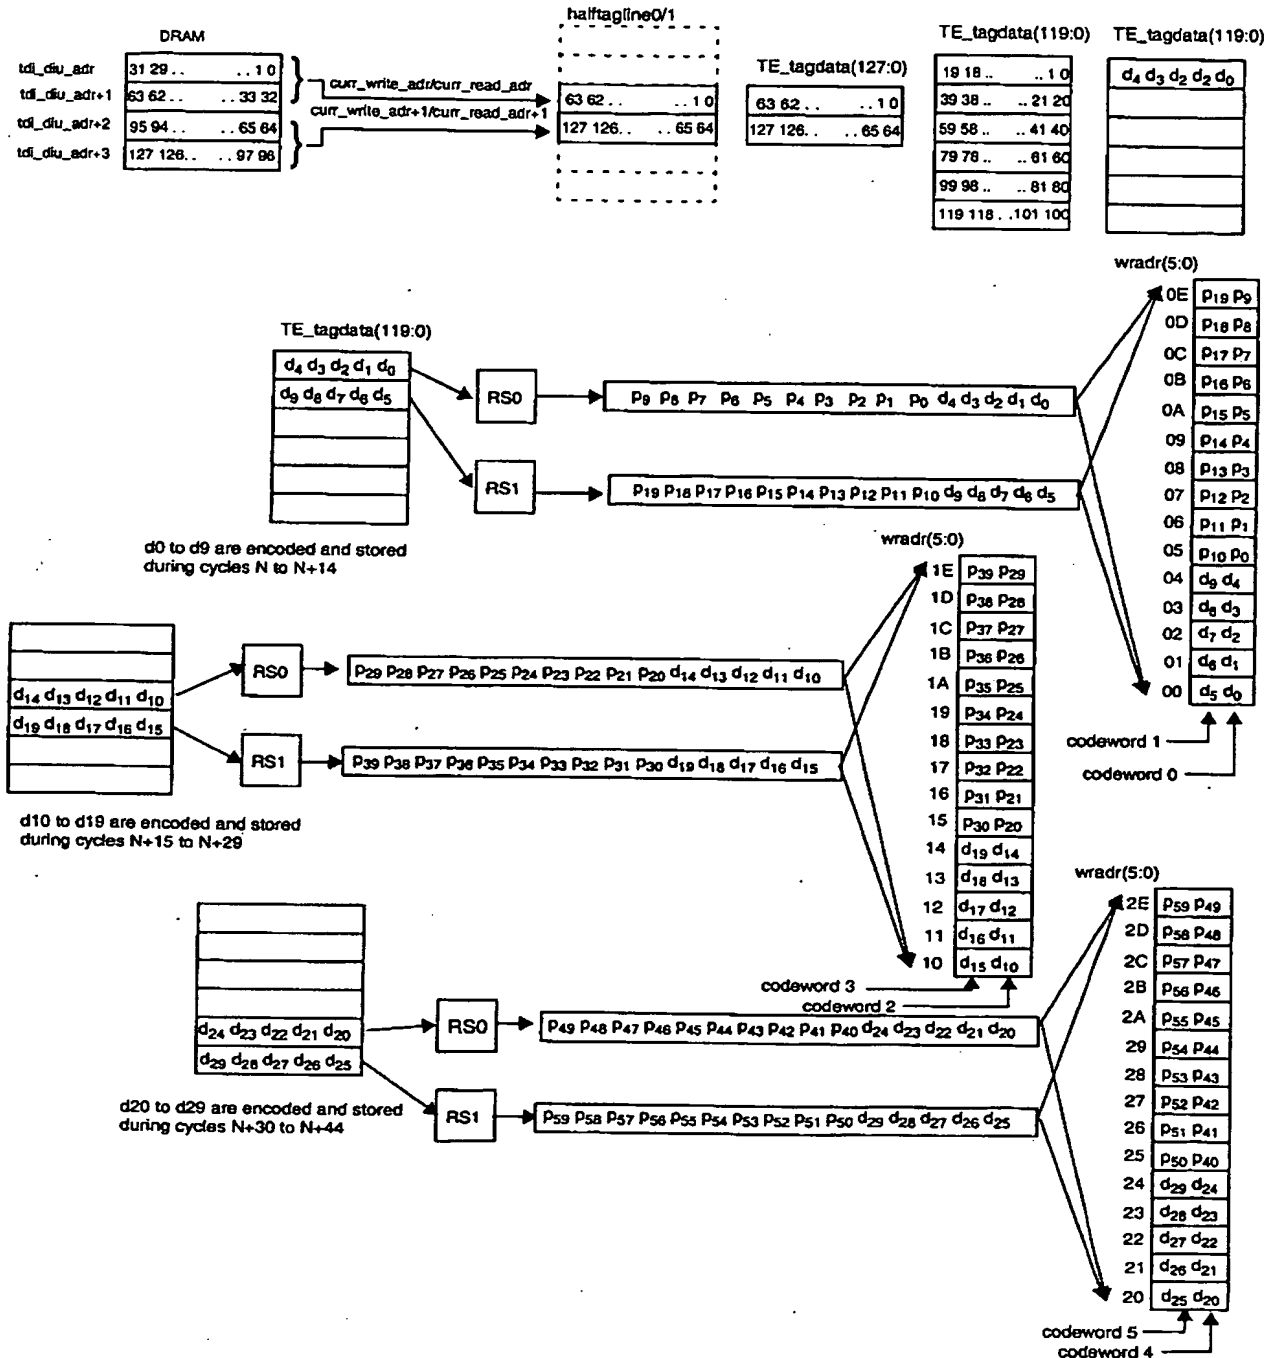 halftagline0/1
DRAM
TE_tagdata(119:0) TE_tagdata(119:0)
TE_tagdata(127:0)
tdi_diu_adr 31 29 . . . . 1 0
tdi_diu_adr+1 63 62 . . . . 33 32
tdi_diu_adr+2 95 94 . . . . 65 64
tdi_diu_adr+3 127 126. . . . 97 96
curr_write_adr/curr_read_adr
curr_write_adr+1/curr_read_adr+1
63 62 . . . . 1 0
127 126. . . . 65 64
63 62 . . . . 1 0
127 126. . . . 65 64
19 18 . . . . 1 0
39 38 . . . . 21 20
59 58 . . . . 41 40
79 78 . . . . 61 60
99 98 . . . . 81 80
119 118 . . 101 100
d4 d3 d2 d2 d0
TE_tagdata(119:0)
d4 d3 d2 d1 d0
d9 d8 d7 d6 d5
RS0
p9 p8 p7 p6 p5 p4 p3 p2 p1 p0 d4 d3 d2 d1 d0
RS1
p19 p18 p17 p16 p15 p14 p13 p12 p11 p10 d9 d8 d7 d6 d5
d0 to d9 are encoded and stored
during cycles N to N+14
wradr(5:0)
0E p19 p9
0D p18 p8
0C p17 p7
0B p16 p6
0A p15 p5
09 p14 p4
08 p13 p3
07 p12 p2
06 p11 p1
05 p10 p0
04 d9 d4
03 d8 d3
02 d7 d2
01 d6 d1
00 d5 d0
codeword 1
codeword 0
d14 d13 d12 d11 d10
d19 d18 d17 d16 d15
RS0
p29 p28 p27 p26 p25 p24 p23 p22 p21 p20 d14 d13 d12 d11 d10
RS1
p39 p38 p37 p36 p35 p34 p33 p32 p31 p30 d19 d18 d17 d16 d15
d10 to d19 are encoded and stored
during cycles N+15 to N+29
wradr(5:0)
1E p39 p29
1D p38 p28
1C p37 p27
1B p36 p26
1A p35 p25
19 p34 p24
18 p33 p23
17 p32 p22
16 p31 p21
15 p30 p20
14 d19 d14
13 d18 d13
12 d17 d12
11 d16 d11
10 d15 d10
codeword 3
codeword 2
d24 d23 d22 d21 d20
d29 d28 d27 d26 d25
RS0
p49 p48 p47 p46 p45 p44 p43 p42 p41 p40 d24 d23 d22 d21 d20
RS1
p59 p58 p57 p56 p55 p54 p53 p52 p51 p50 d29 d28 d27 d26 d25
d20 to d29 are encoded and stored
during cycles N+30 to N+44
wradr(5:0)
2E p59 p49
2D p58 p48
2C p57 p47
2B p56 p46
2A p55 p45
29 p54 p44
28 p53 p43
27 p52 p42
26 p51 p41
25 p50 p40
24 d29 d24
23 d28 d23
22 d27 d22
21 d26 d21
20 d25 d20
codeword 5
codeword 4